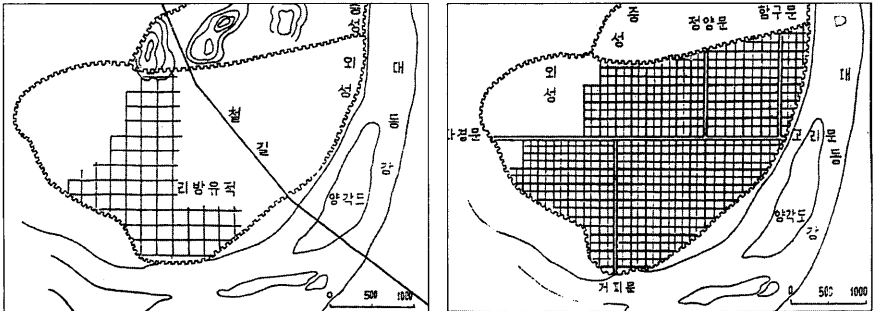 중성
외성
대동강
철길
리방유적
양각도
0 500 1000
중성
정양문
함구문
외성
대동강
다경문
고리문
양각도
거피문
0 500 1000